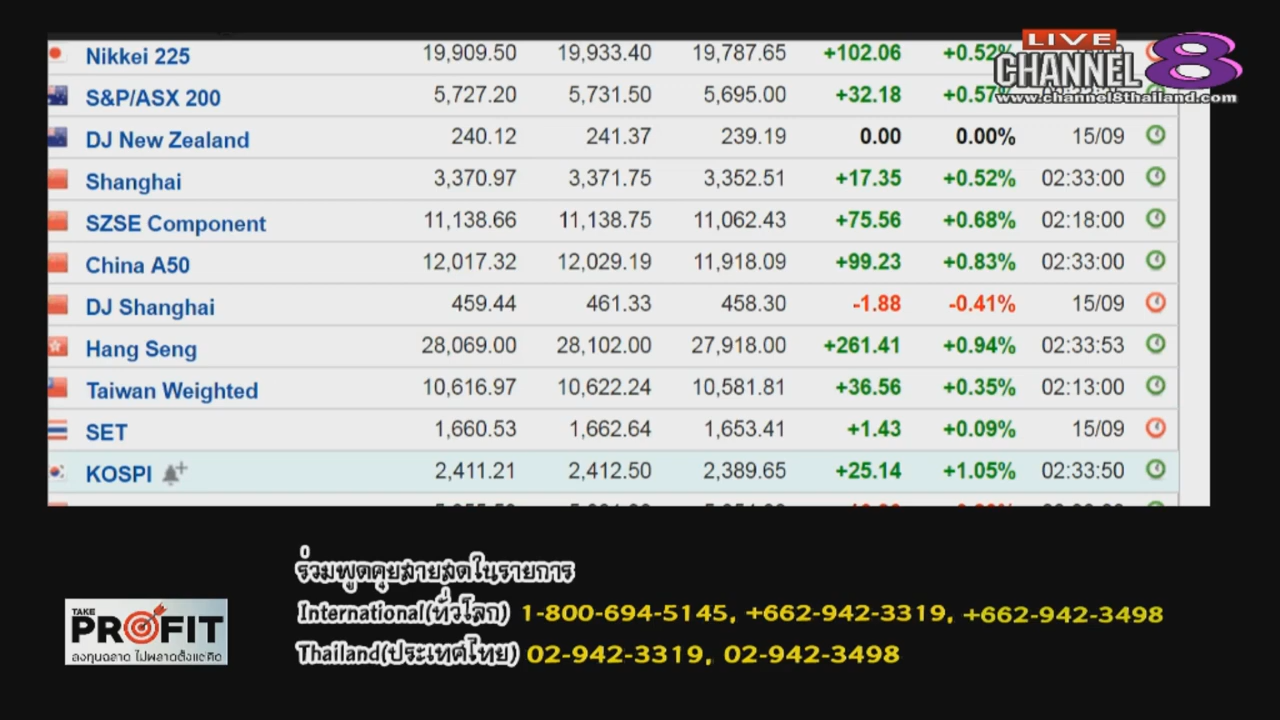 LIVE
CHANNEL 8
www.channel8thailand.com
Nikkei 225 19,909.50 19,933.40 19,787.65 +102.06 +0.52%
S&P/ASX 200 5,727.20 5,731.50 5,695.00 +32.18 +0.57%
DJ New Zealand 240.12 241.37 239.19 0.00 0.00% 15/09
Shanghai 3,370.97 3,371.75 3,352.51 +17.35 +0.52% 02:33:00
SZSE Component 11,138.66 11,138.75 11,062.43 +75.56 +0.68% 02:18:00
China A50 12,017.32 12,029.19 11,918.09 +99.23 +0.83% 02:33:00
DJ Shanghai 459.44 461.33 458.30 -1.88 -0.41% 15/09
Hang Seng 28,069.00 28,102.00 27,918.00 +261.41 +0.94% 02:33:53
Taiwan Weighted 10,616.97 10,622.24 10,581.81 +36.56 +0.35% 02:13:00
SET 1,660.53 1,662.64 1,653.41 +1.43 +0.09% 15/09
KOSPI 2,411.21 2,412.50 2,389.65 +25.14 +1.05% 02:33:50
ร่วมพูดคุยสายสดในรายการ
International(ทั่วโลก) 1-800-694-5145, +662-942-3319, +662-942-3498
Thailand(ประเทศไทย) 02-942-3319, 02-942-3498
TAKE
PROFIT
ลงทุนฉลาด ไม่พลาดตั้งแต่คิด